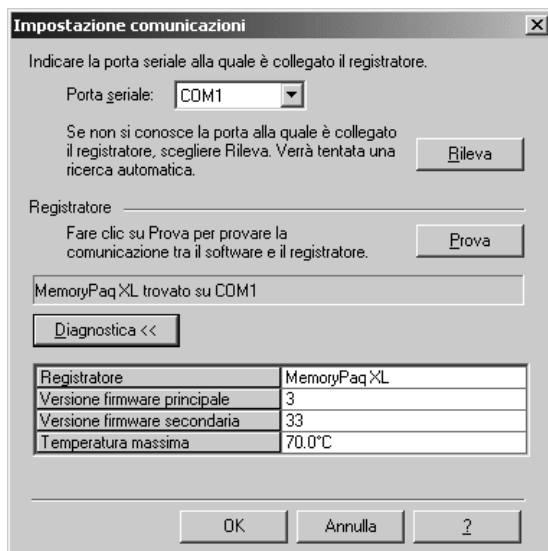 Impostazione comunicazioni
Indicare la porta seriale alla quale è collegato il registratore.
Porta seriale: COM1
Se non si conosce la porta alla quale è collegato
il registratore, scegliere Rileva. Verrà tentata una
ricerca automatica.
Rileva
Registratore
Fare clic su Prova per provare la
comunicazione tra il software e il registratore.
Prova
MemoryPaq XL trovato su COM1
Diagnostica <<
Registratore MemoryPaq XL
Versione firmware principale 3
Versione firmware secondaria 33
Temperatura massima 70.0°C
OK Annulla ?